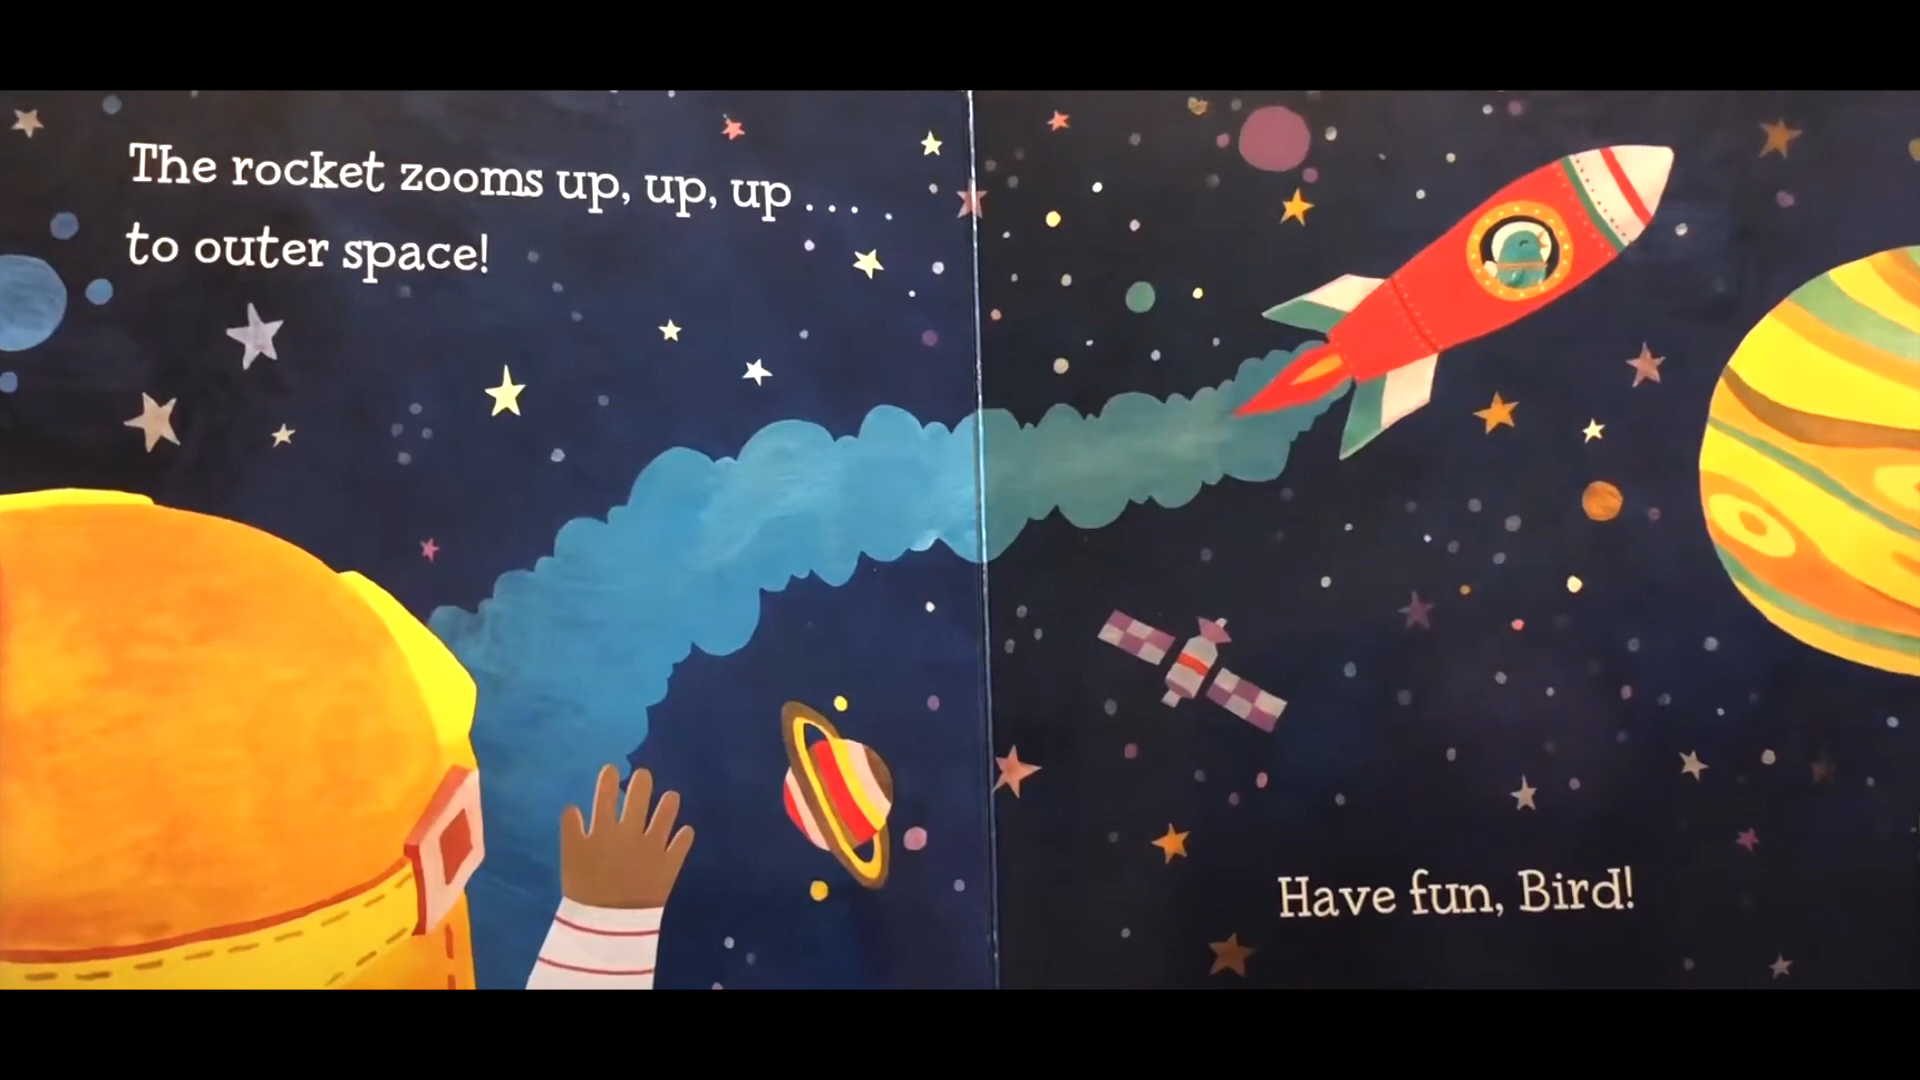 The rocket zooms up, up, up . . . .
to outer space!
Have fun, Bird!